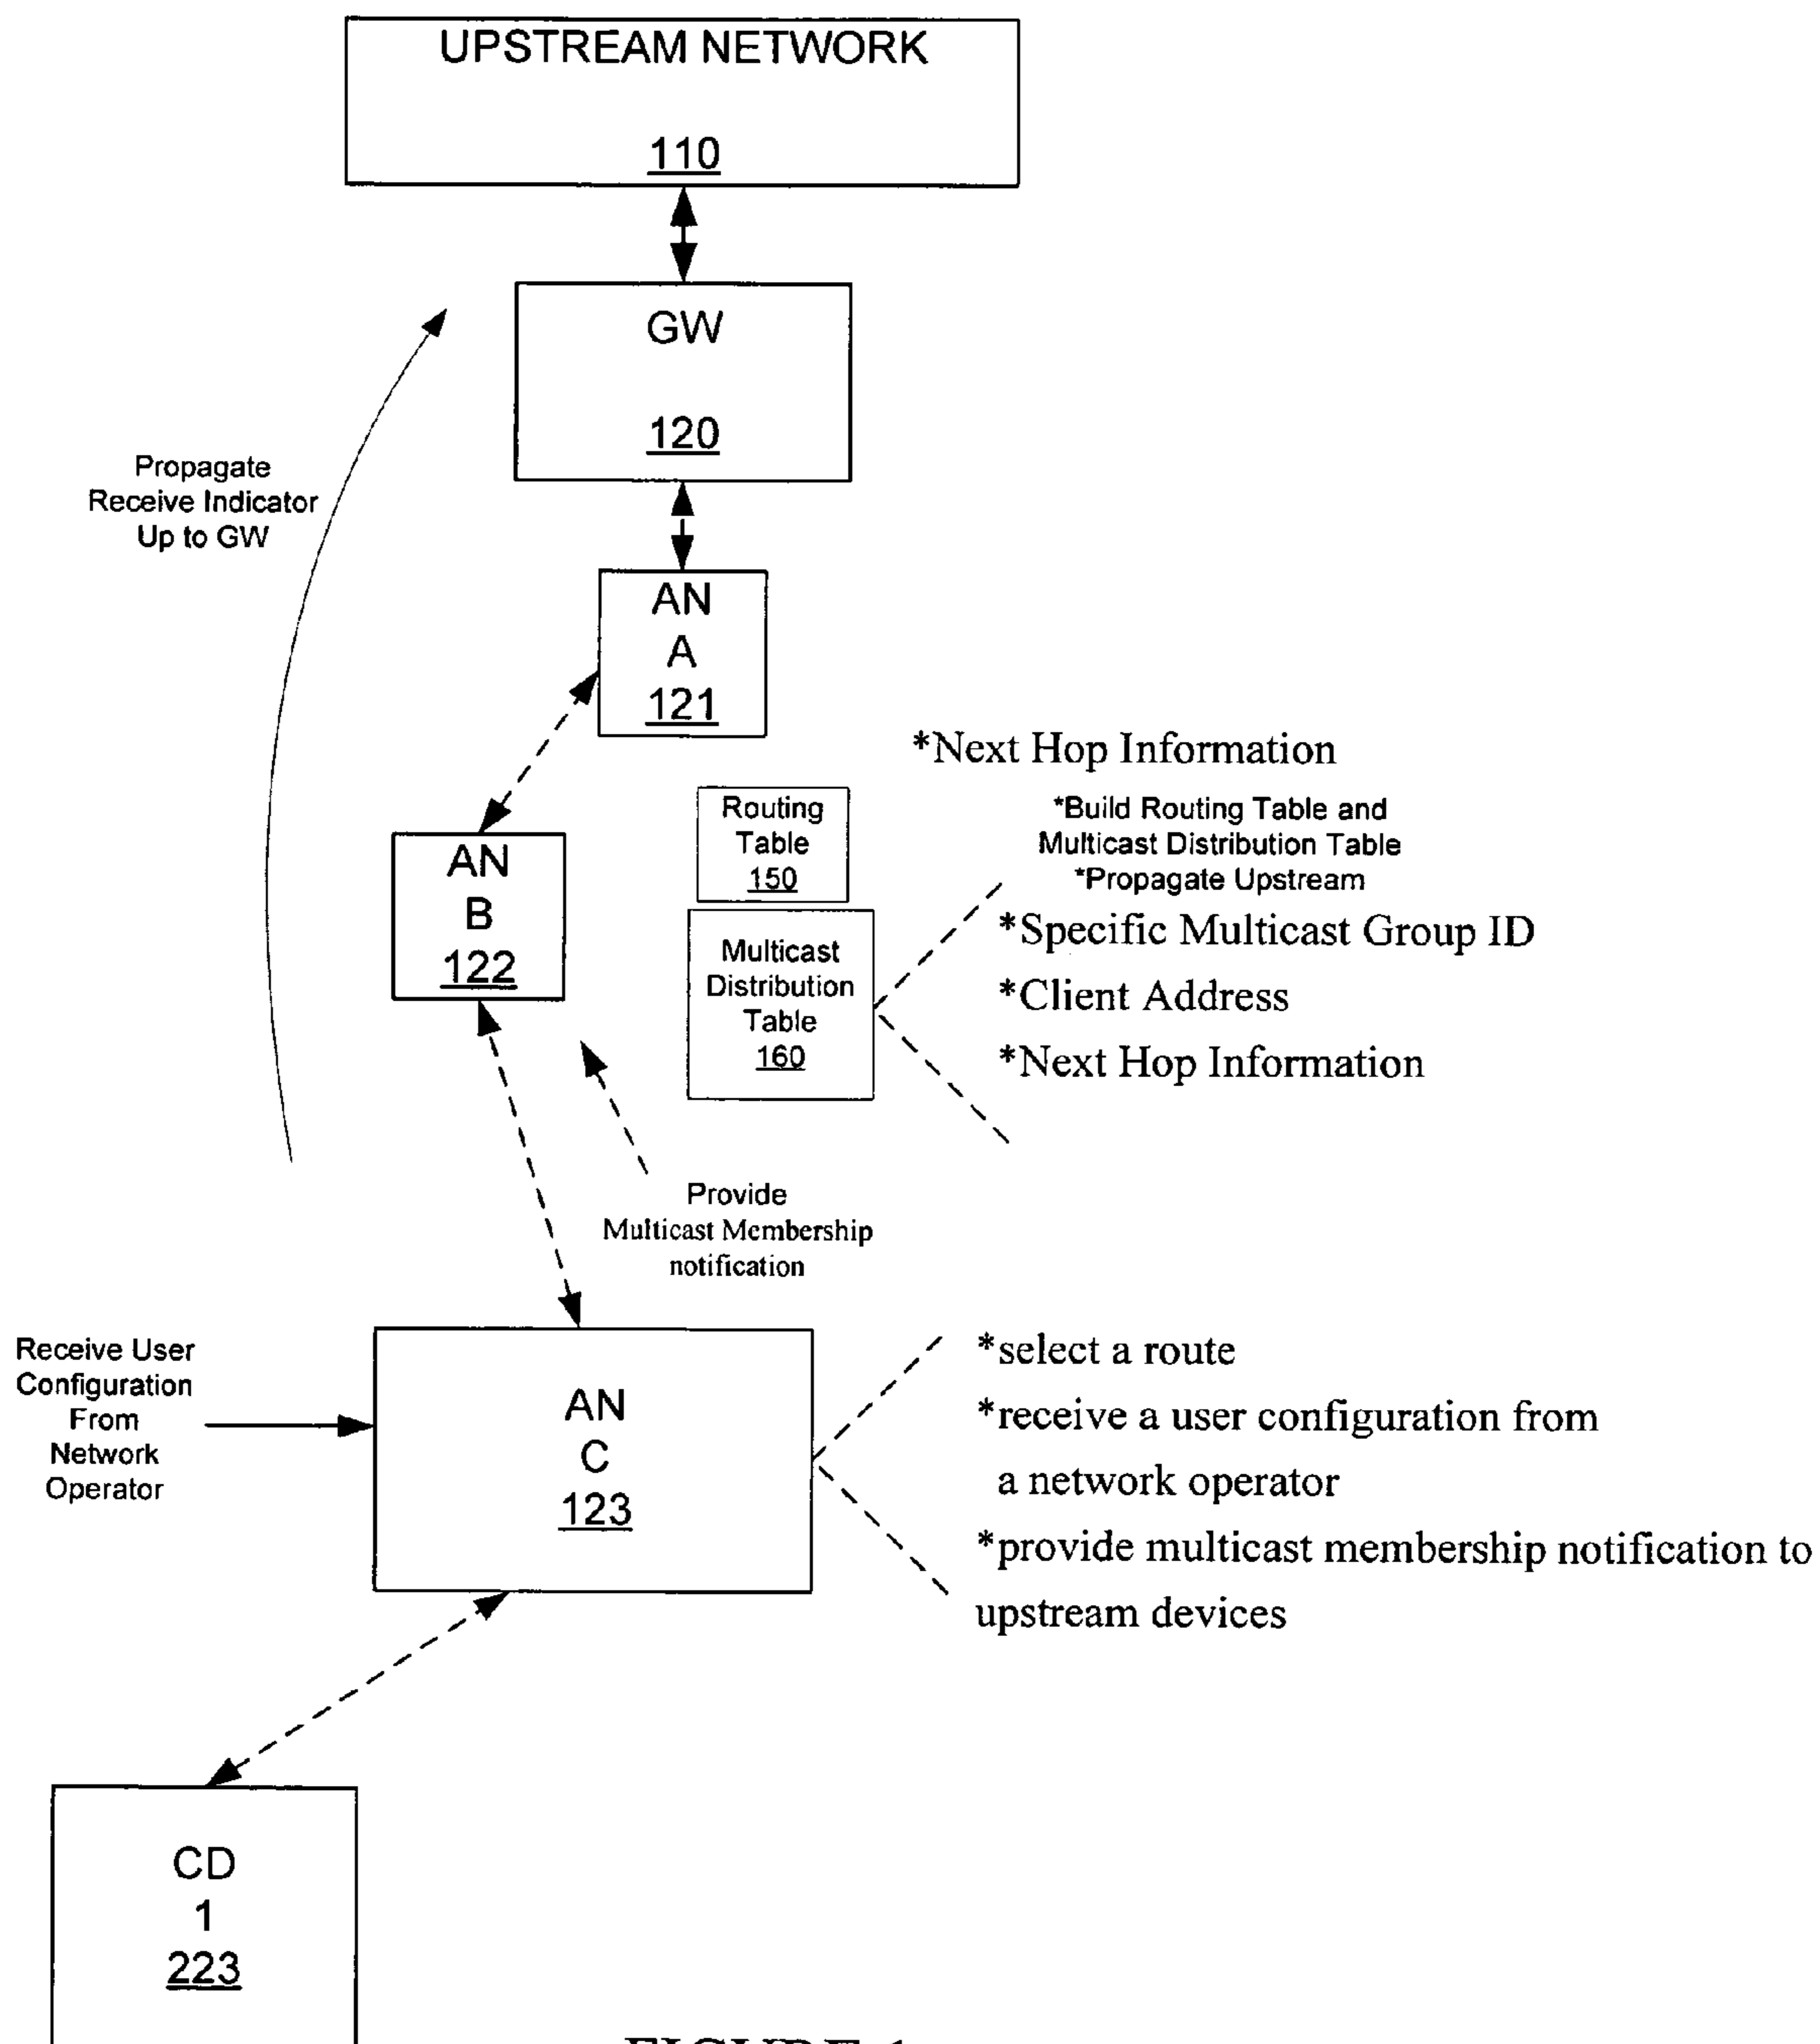 UPSTREAM NETWORK
110
GW
120
Propagate
Receive Indicator
Up to GW
AN
A
121
*Next Hop Information
Routing
Table
150
*Build Routing Table and
Multicast Distribution Table
*Propagate Upstream
AN
B
122
Multicast
Distribution
Table
160
*Specific Multicast Group ID
*Client Address
*Next Hop Information
Provide
Multicast Membership
notification
Receive User
Configuration
From
Network
Operator
AN
C
123
*select a route
*receive a user configuration from
a network operator
*provide multicast membership notification to
upstream devices
CD
1
223